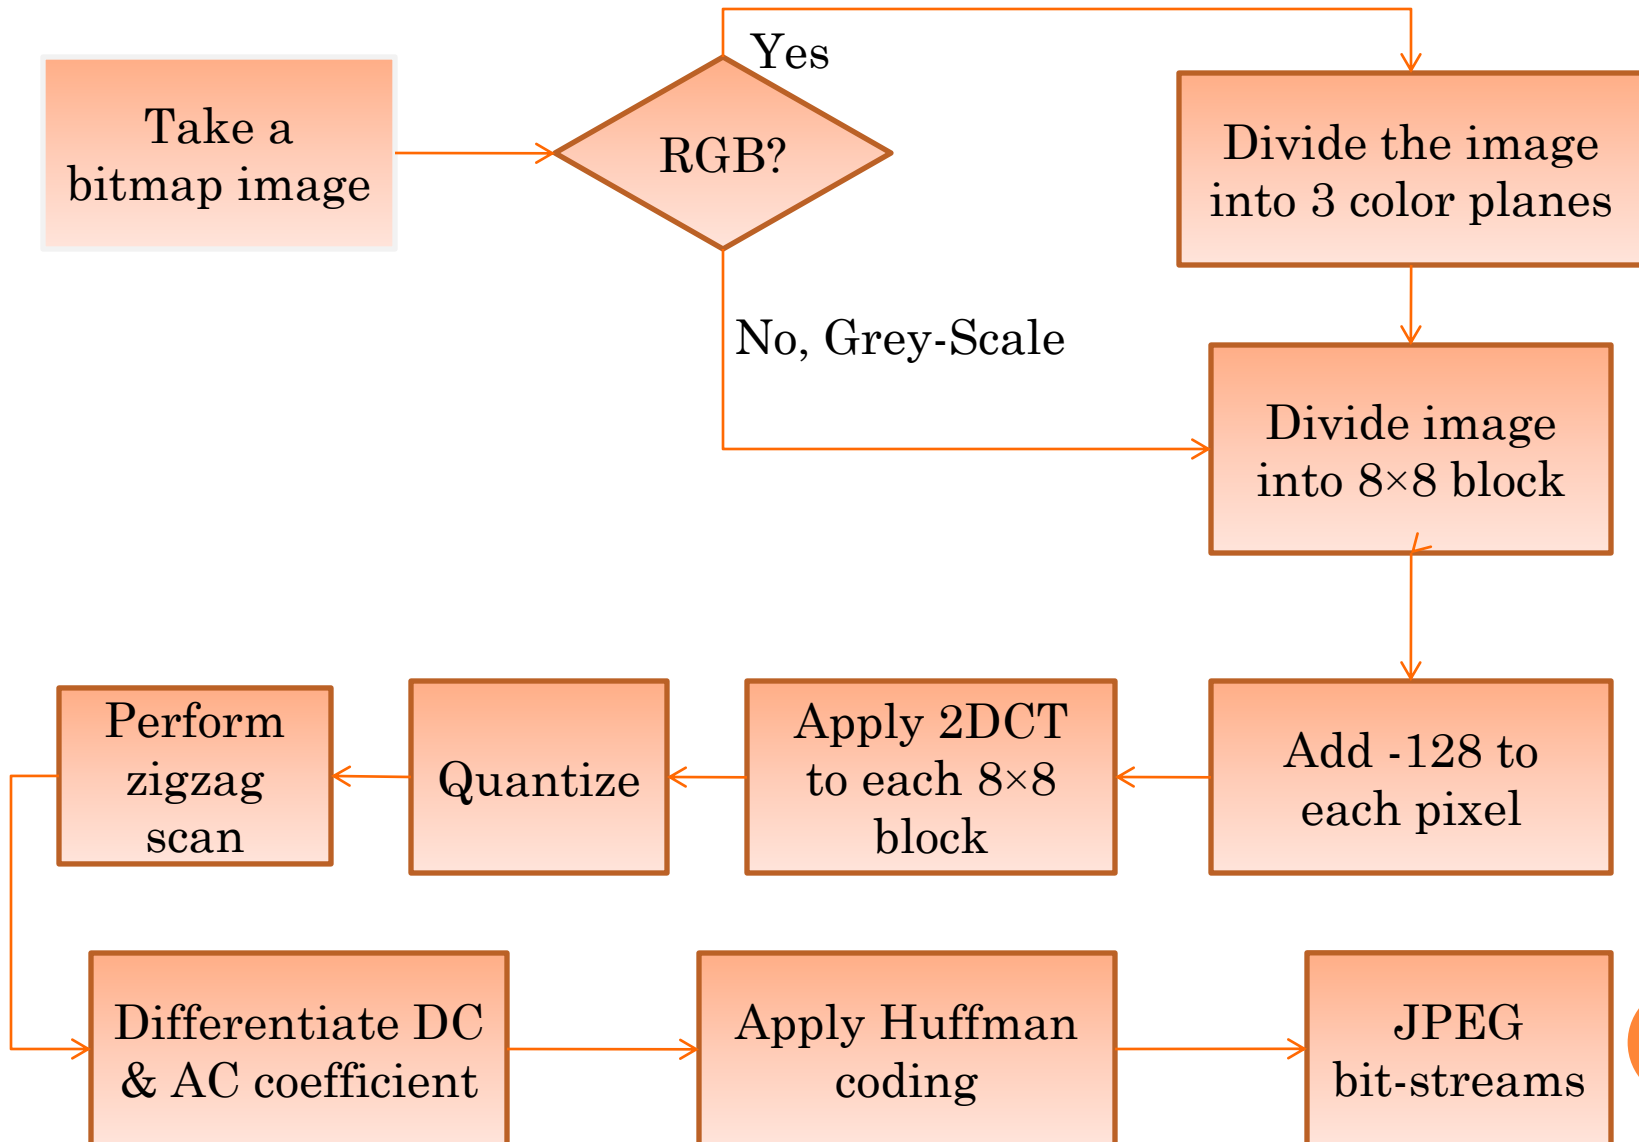 Take a
bitmap image
RGB?
Yes
Divide the image
into 3 color planes
No, Grey-Scale
Divide image
into 8×8 block
Add -128 to
each pixel
Apply 2DCT
to each 8×8
block
Quantize
Perform
zigzag
scan
Differentiate DC
& AC coefficient
Apply Huffman
coding
JPEG
bit-streams